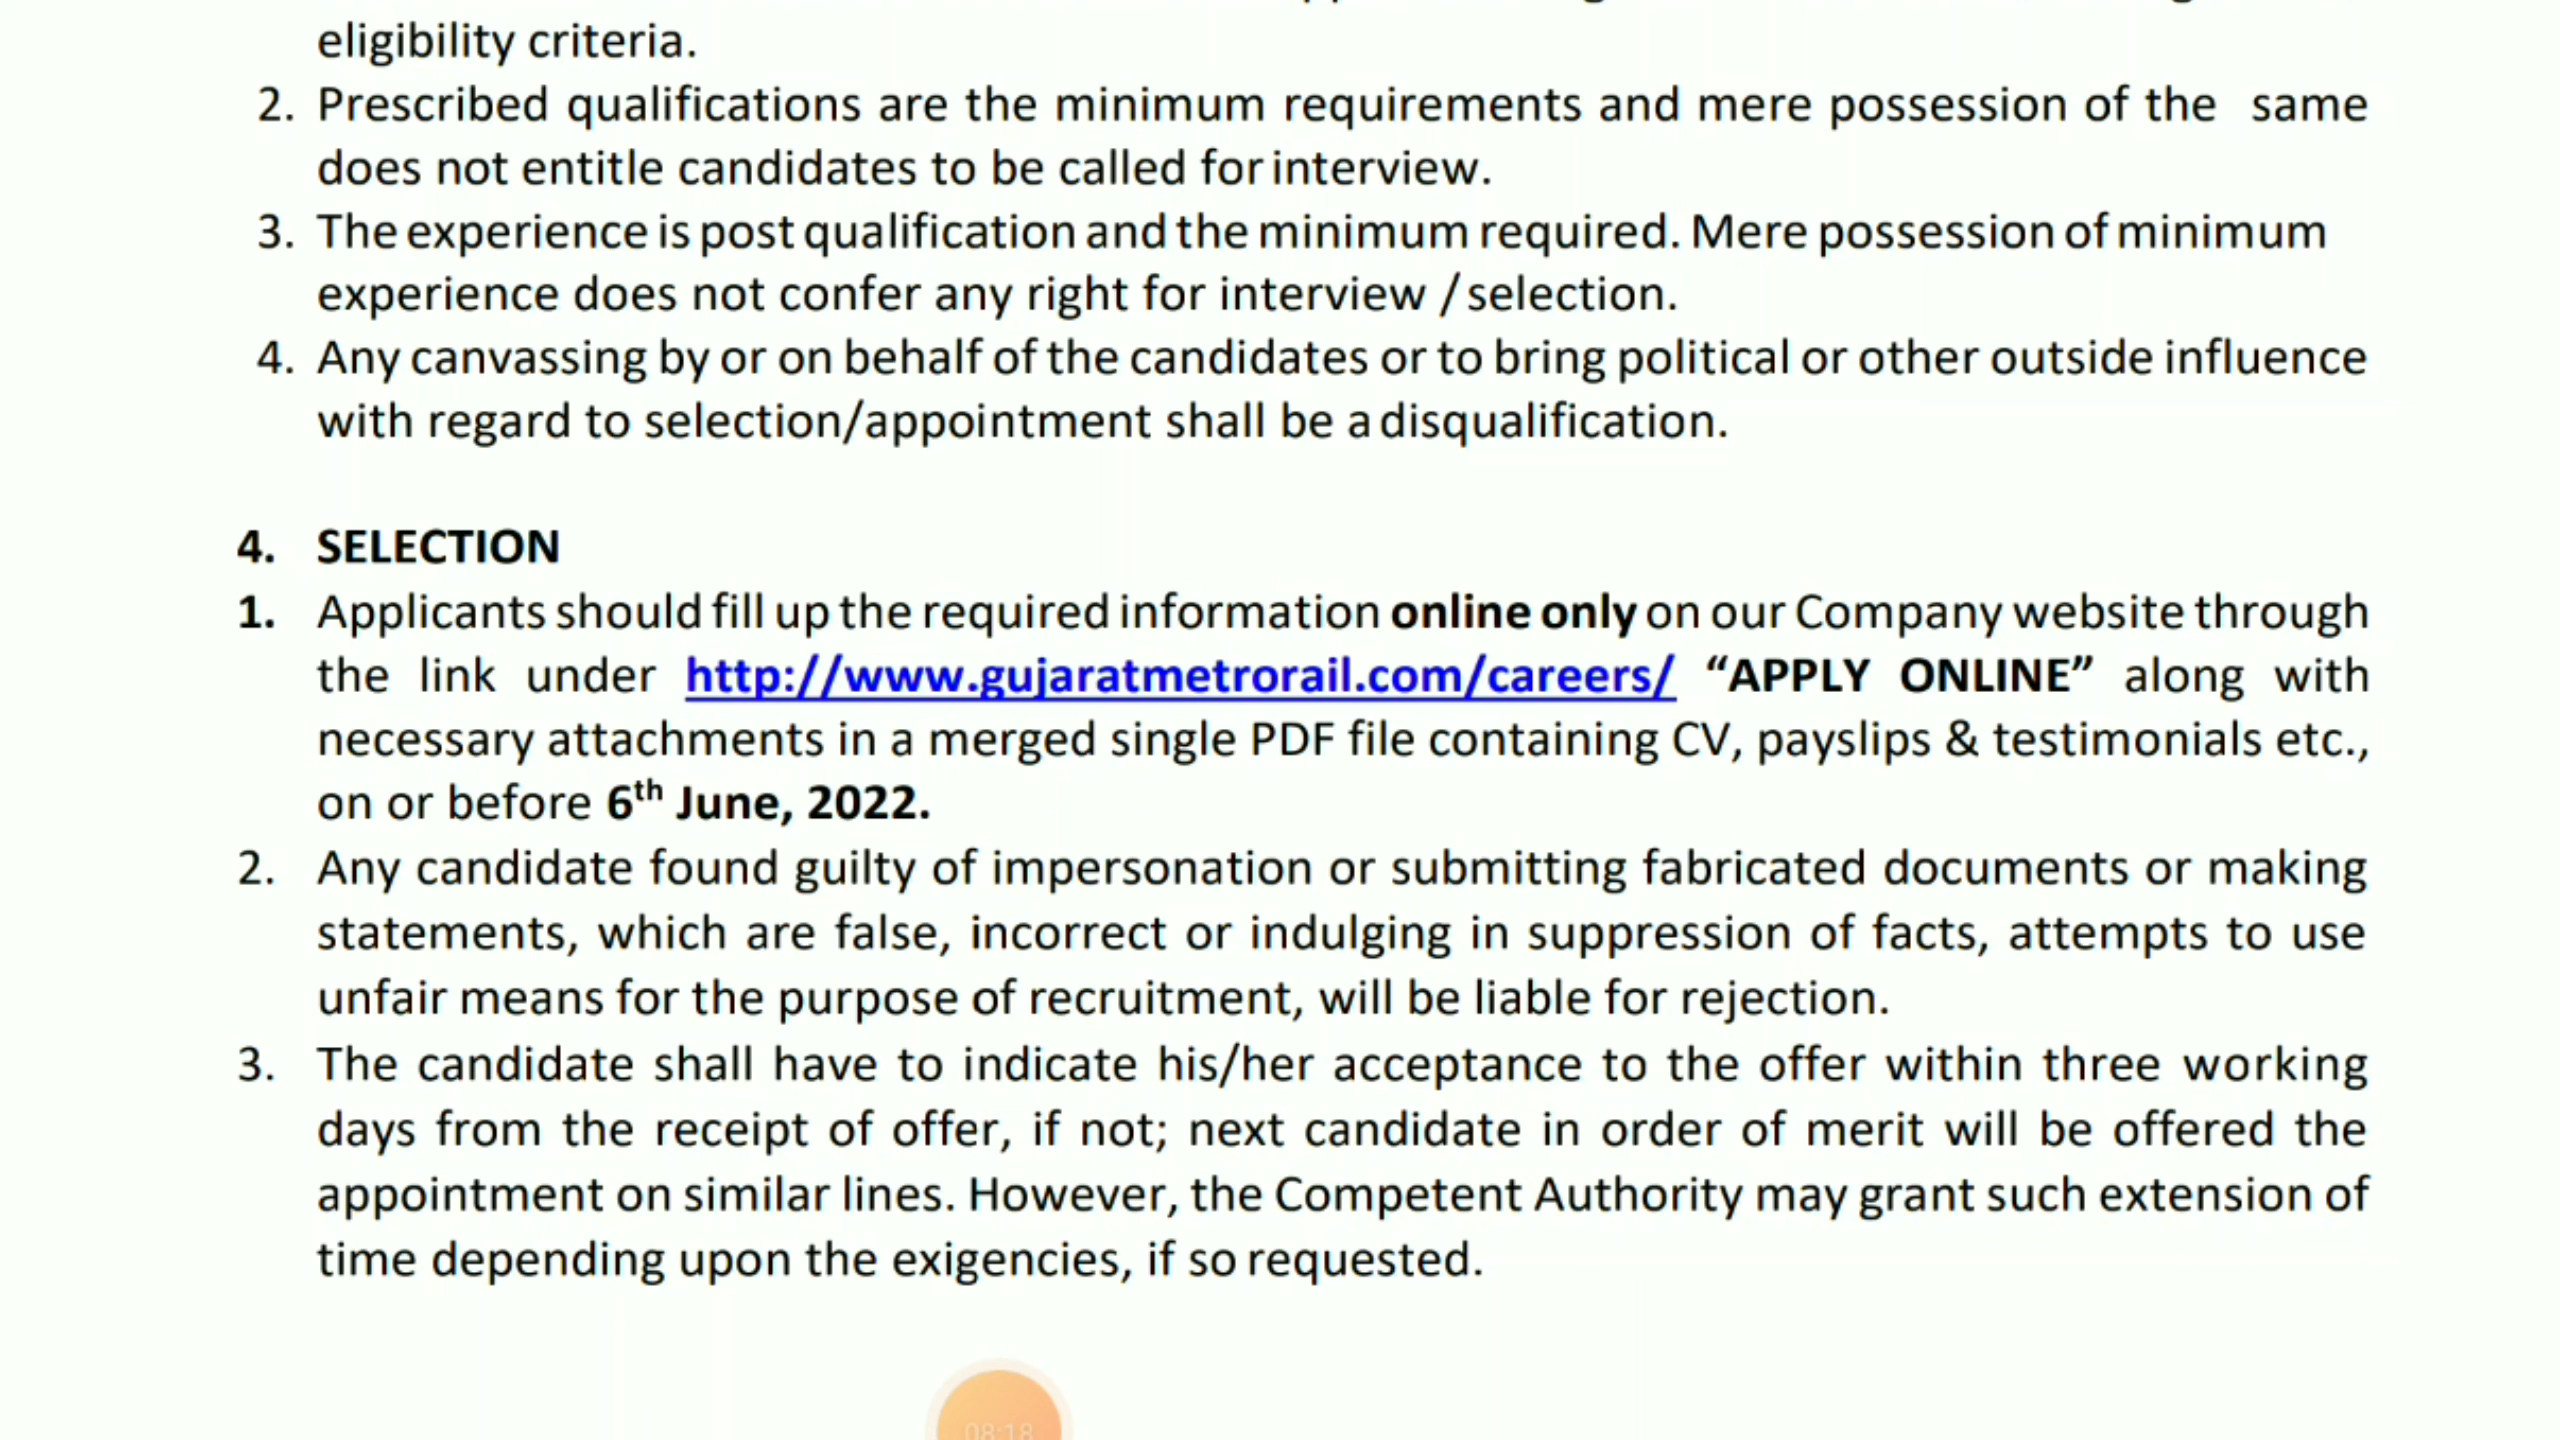 eligibility criteria.
2. Prescribed qualifications are the minimum requirements and mere possession of the same
does not entitle candidates to be called for interview.
3. The experience is post qualification and the minimum required. Mere possession of minimum
experience does not confer any right for interview / selection.
4. Any canvassing by or on behalf of the candidates or to bring political or other outside influence
with regard to selection/appointment shall be a disqualification.
4. SELECTION
1. Applicants should fill up the required information online only on our Company website through
the link under http://www.gujaratmetrorail.com/careers/ “APPLY ONLINE” along with
necessary attachments in a merged single PDF file containing CV, payslips & testimonials etc.,
on or before 6th June, 2022.
2. Any candidate found guilty of impersonation or submitting fabricated documents or making
statements, which are false, incorrect or indulging in suppression of facts, attempts to use
unfair means for the purpose of recruitment, will be liable for rejection.
3. The candidate shall have to indicate his/her acceptance to the offer within three working
days from the receipt of offer, if not; next candidate in order of merit will be offered the
appointment on similar lines. However, the Competent Authority may grant such extension of
time depending upon the exigencies, if so requested.
08:18